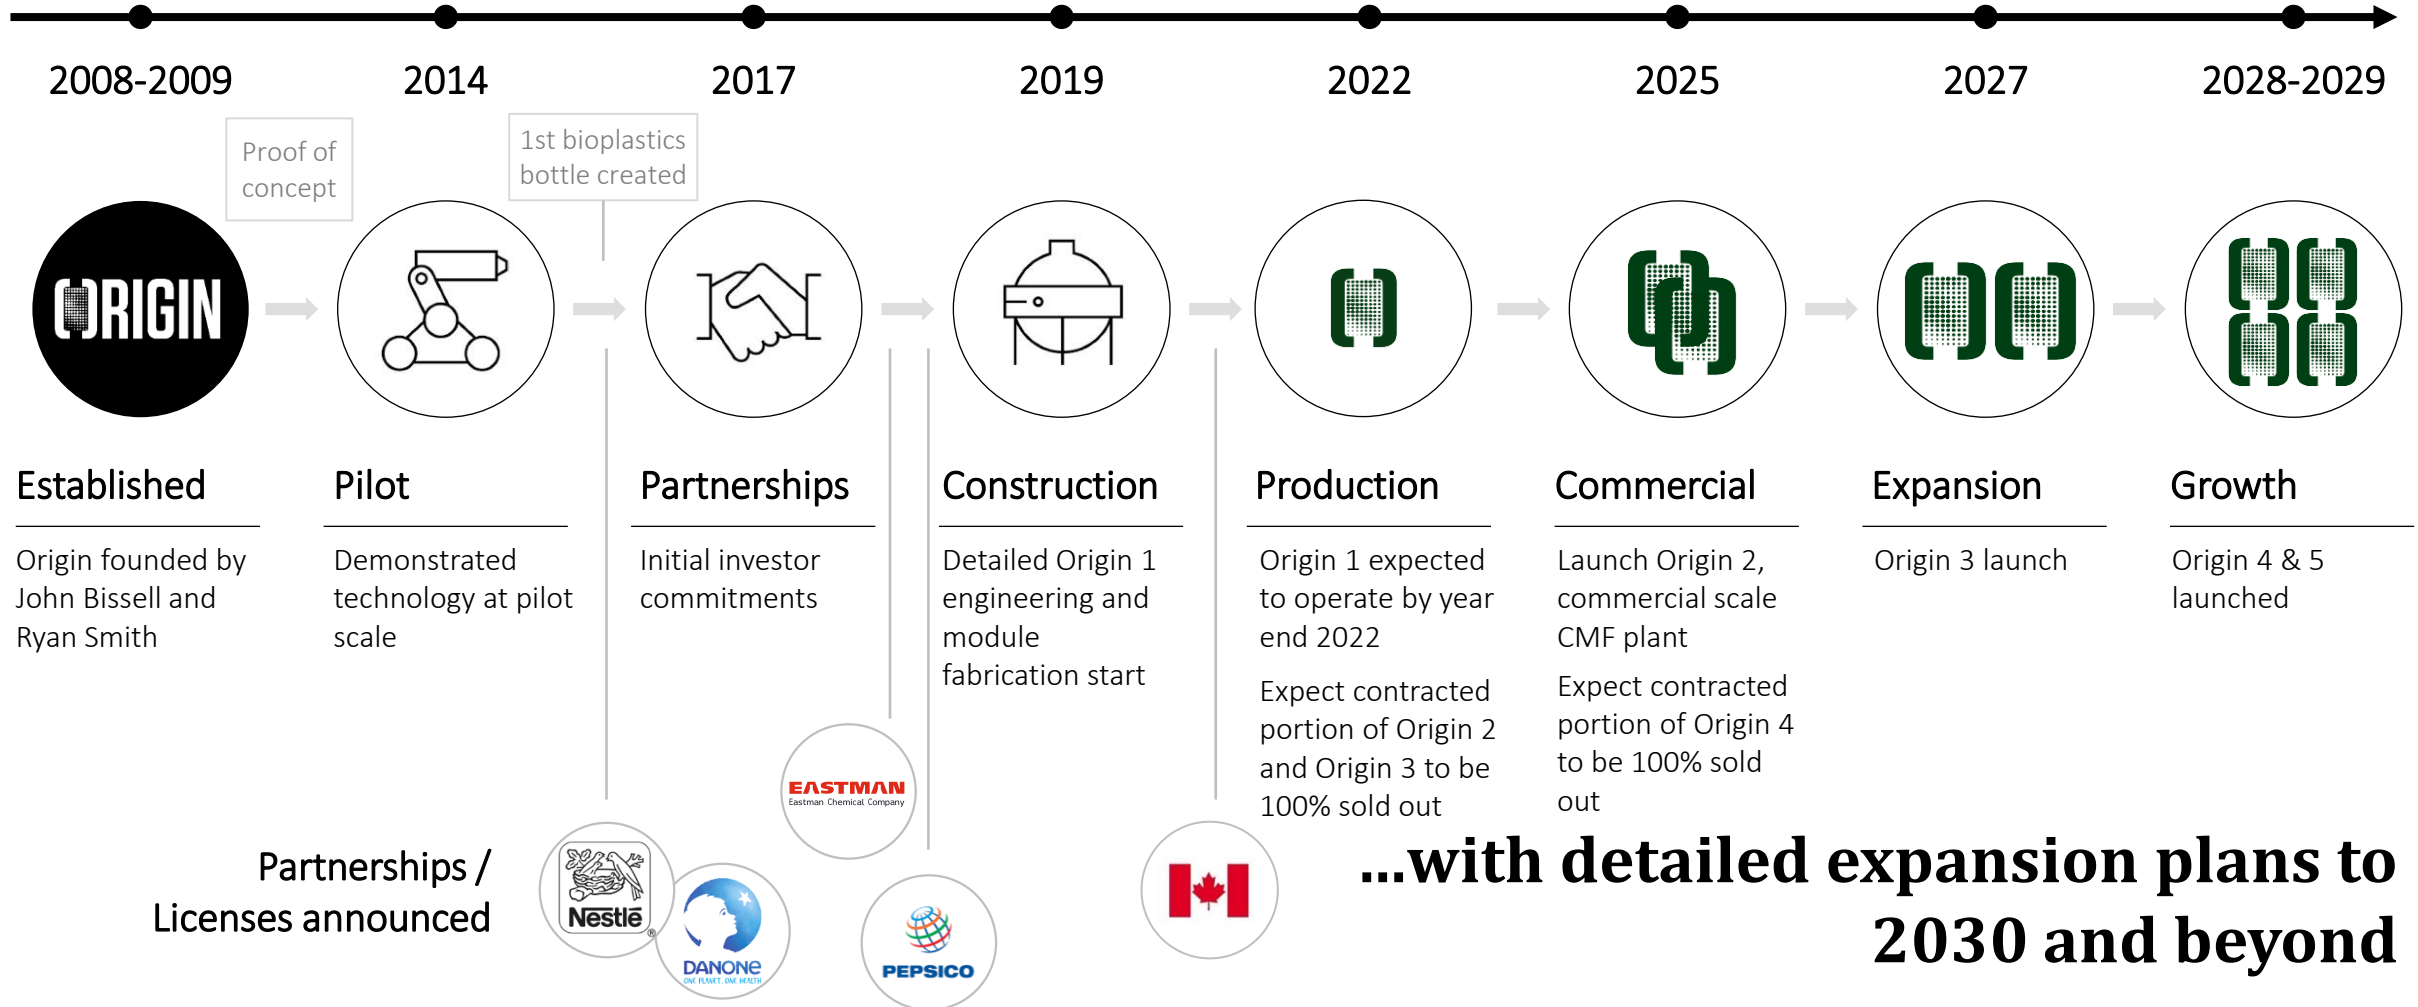 2008-2009
2014
2017
2019
2022
2025
2027
2028-2029
Proof of
concept
1st bioplastics
bottle created
ORIGIN
Established
Origin founded by
John Bissell and
Ryan Smith
Pilot
Demonstrated
technology at pilot
scale
Partnerships
Initial investor
commitments
Construction
Detailed Origin 1
engineering and
module
fabrication start
Production
Origin 1 expected
to operate by year
end 2022
Expect contracted
portion of Origin 2
and Origin 3 to be
100% sold out
Commercial
Launch Origin 2,
commercial scale
CMF plant
Expect contracted
portion of Origin 4
to be 100% sold
out
Expansion
Origin 3 launch
Growth
Origin 4 & 5
launched
Partnerships /
Licenses announced
Nestlé
®
DANONE
ONE PLANET. ONE HEALTH
EASTMAN
Eastman Chemical Company
PEPSICO
...with detailed expansion plans to
2030 and beyond